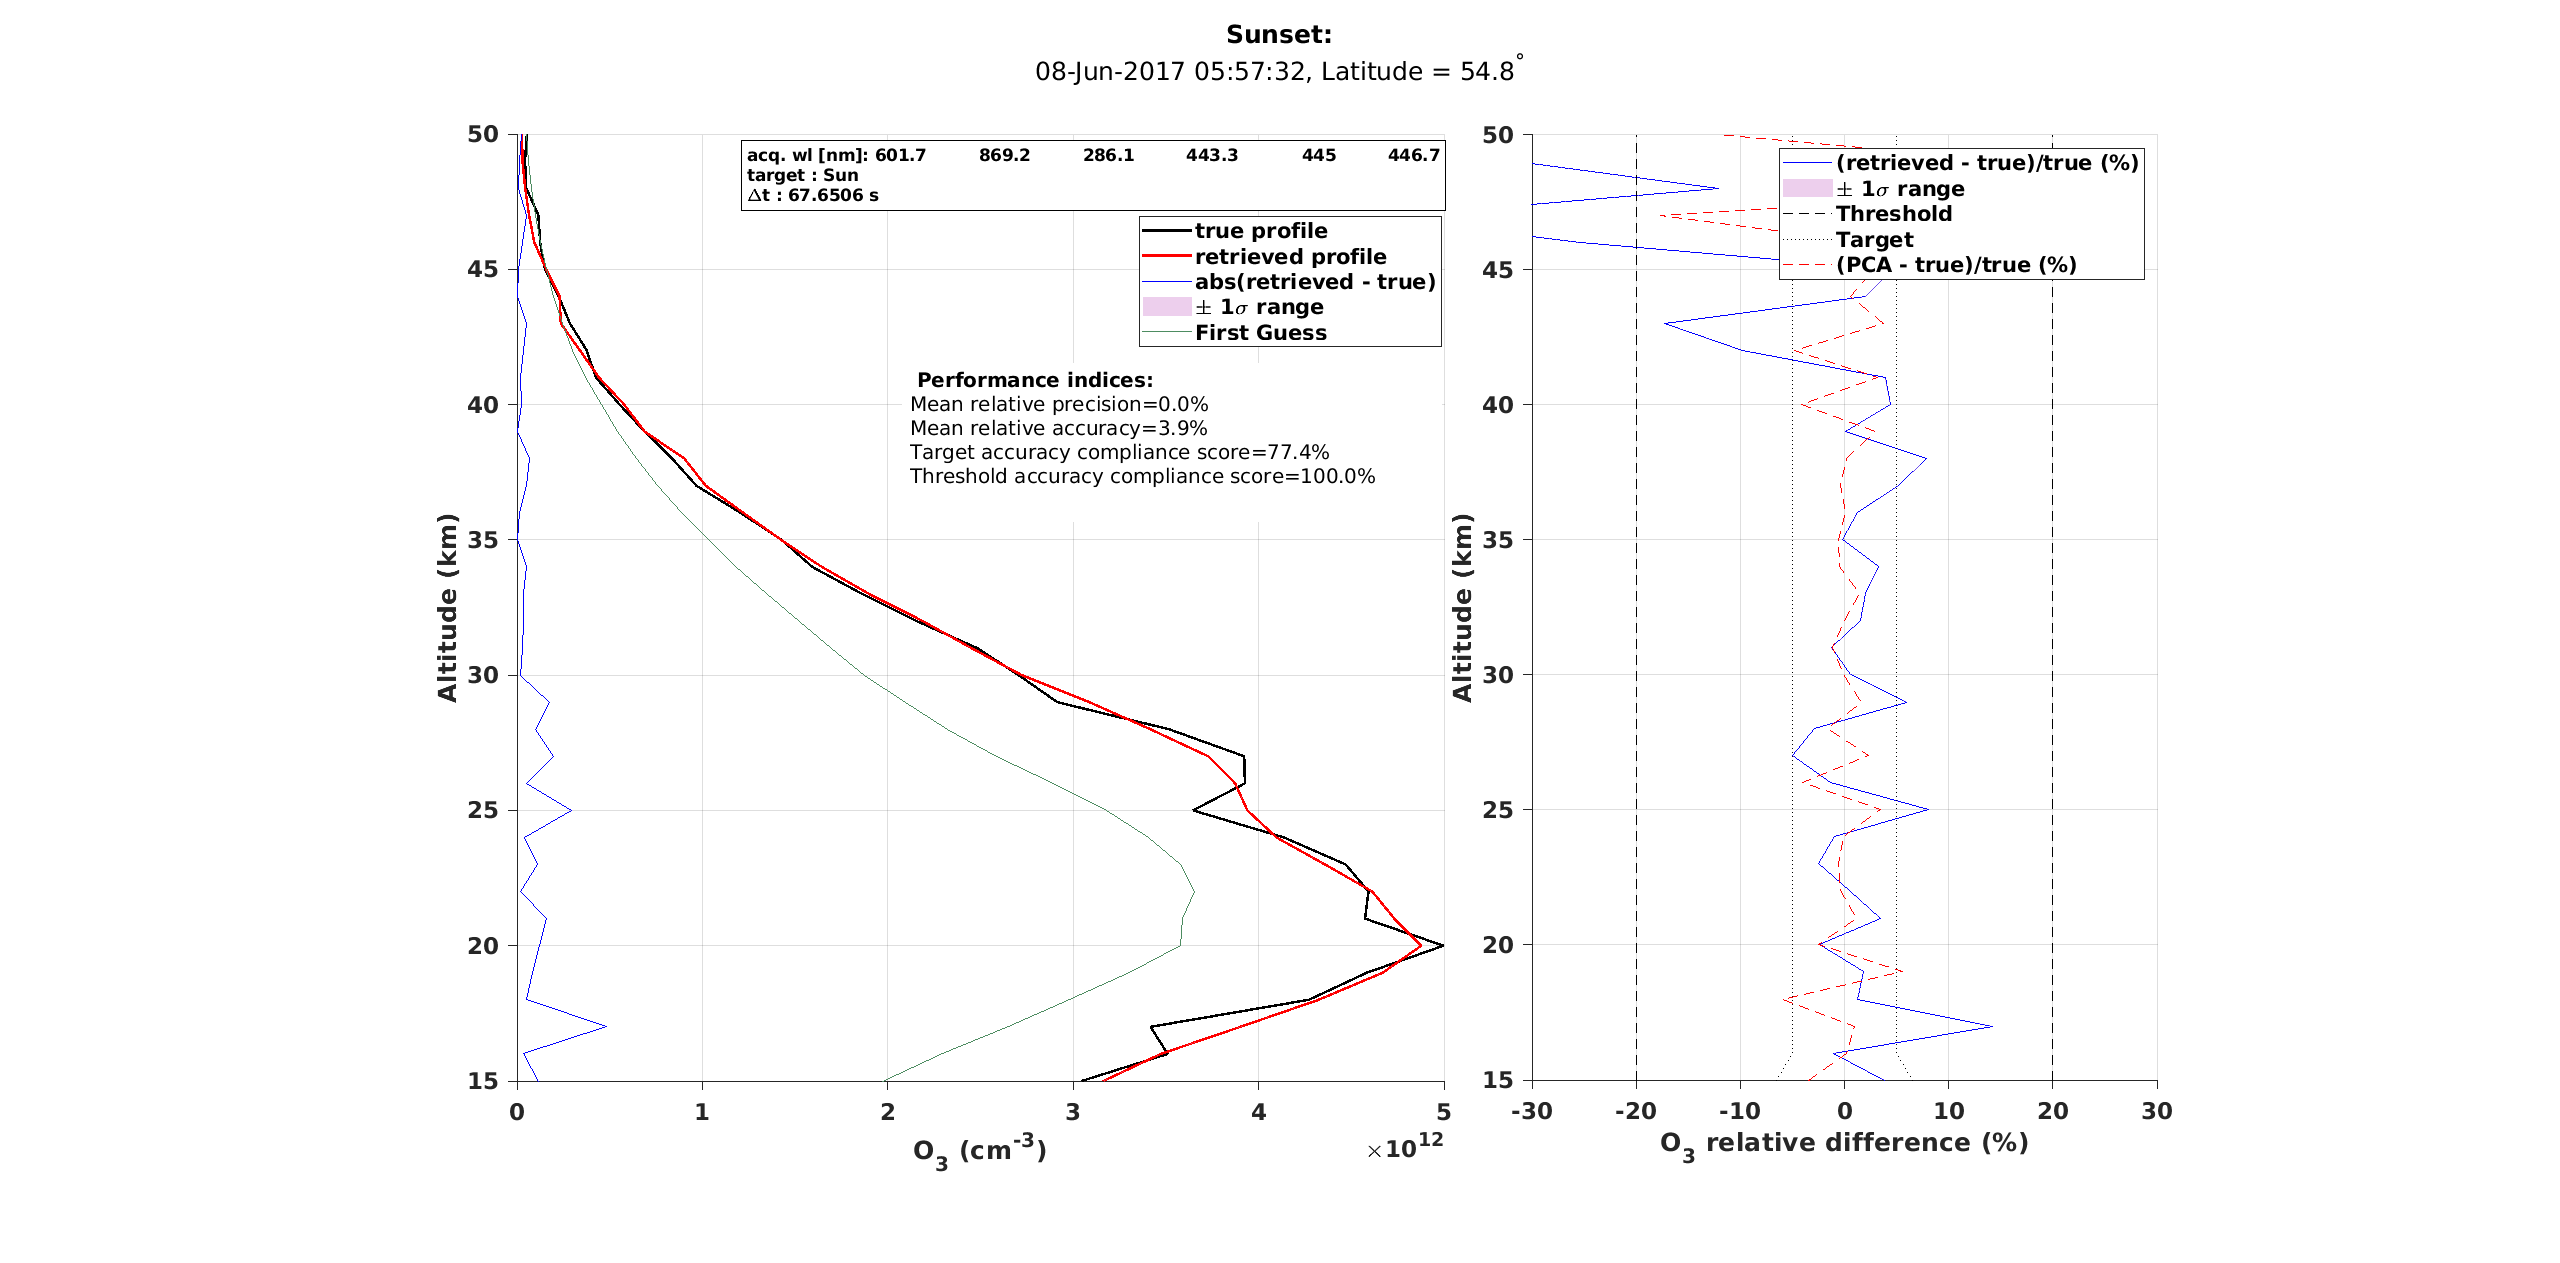 Sunset:
08-Jun-2017 05:57:32, Latitude = 54.8°
50
45
40
35
30
25
20
15
Altitude (km)
acq. wl [nm]: 601.7 869.2 286.1 443.3 445 446.7
target : Sun
Δt : 67.6506 s
true profile
retrieved profile
abs(retrieved - true)
± 1σ range
First Guess
Performance indices:
Mean relative precision=0.0%
Mean relative accuracy=3.9%
Target accuracy compliance score=77.4%
Threshold accuracy compliance score=100.0%
0 1 2 3 4 5
O₃ (cm⁻³)
×10¹²
50
45
40
35
30
25
20
15
Altitude (km)
(retrieved - true)/true (%)
± 1σ range
Threshold
Target
(PCA - true)/true (%)
-30 -20 -10 0 10 20 30
O₃ relative difference (%)